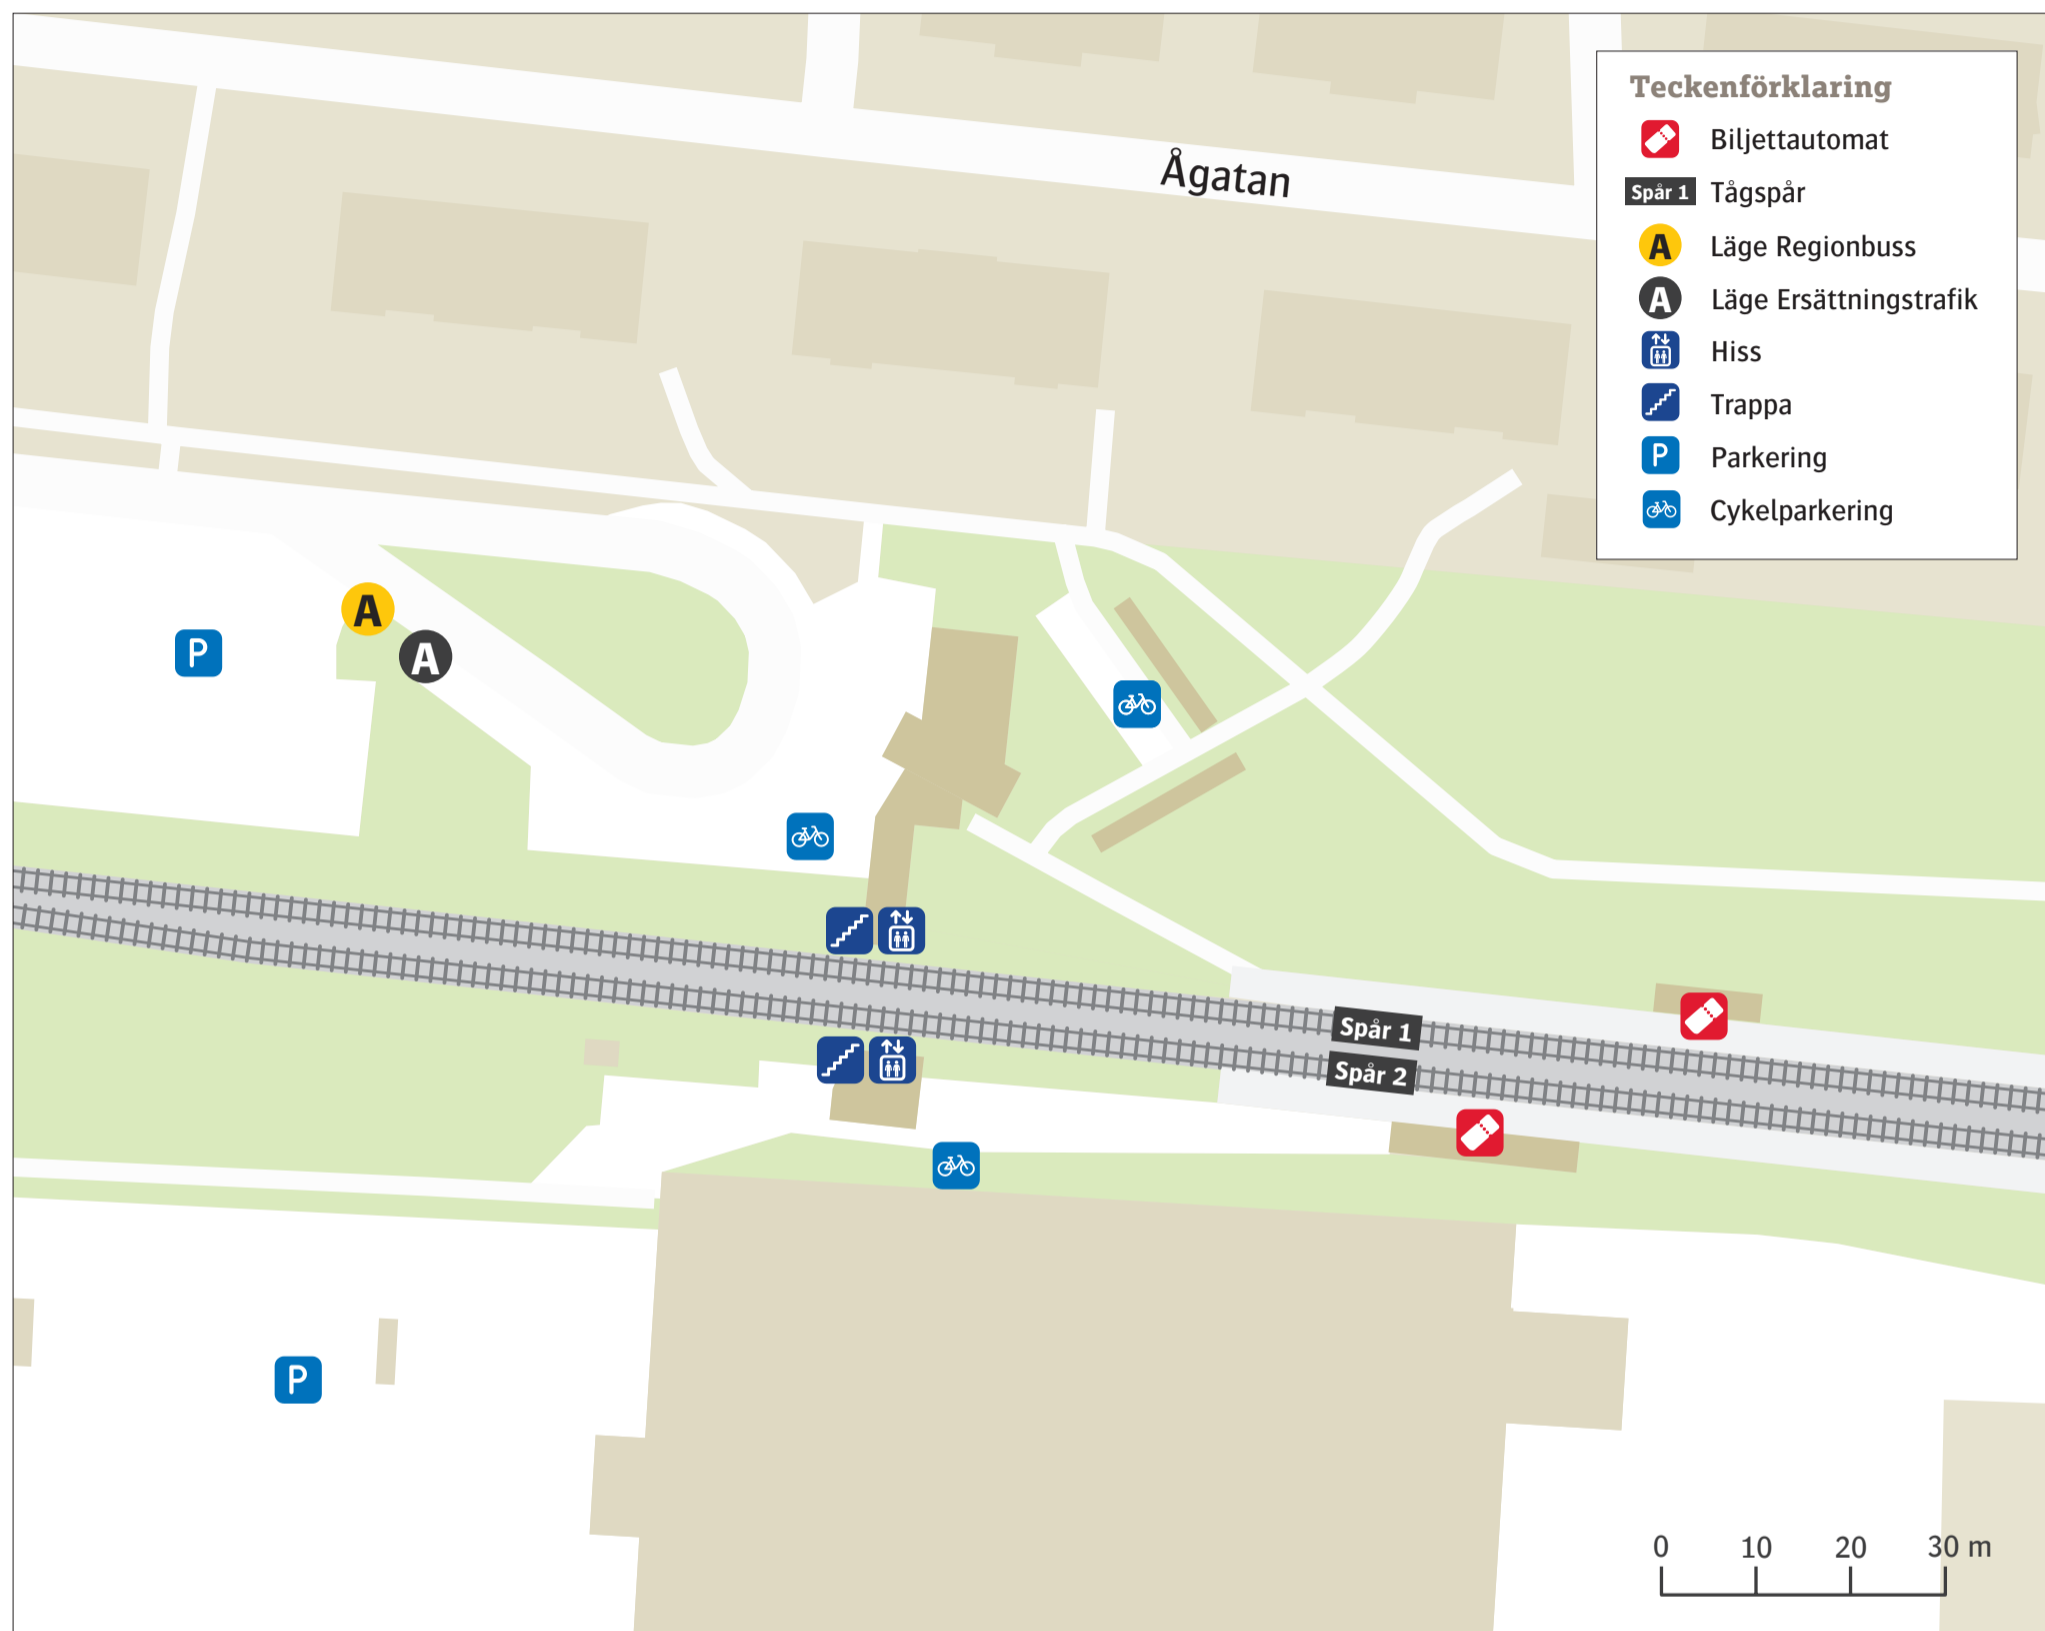 Ågatan
Teckenförklaring
Biljettautomat
Spår 1 Tågspår
A Läge Regionbuss
A Läge Ersättningstrafik
Hiss
Trappa
P Parkering
Cykelparkering
A
P
A
Spår 1
Spår 2
P
0 10 20 30 m